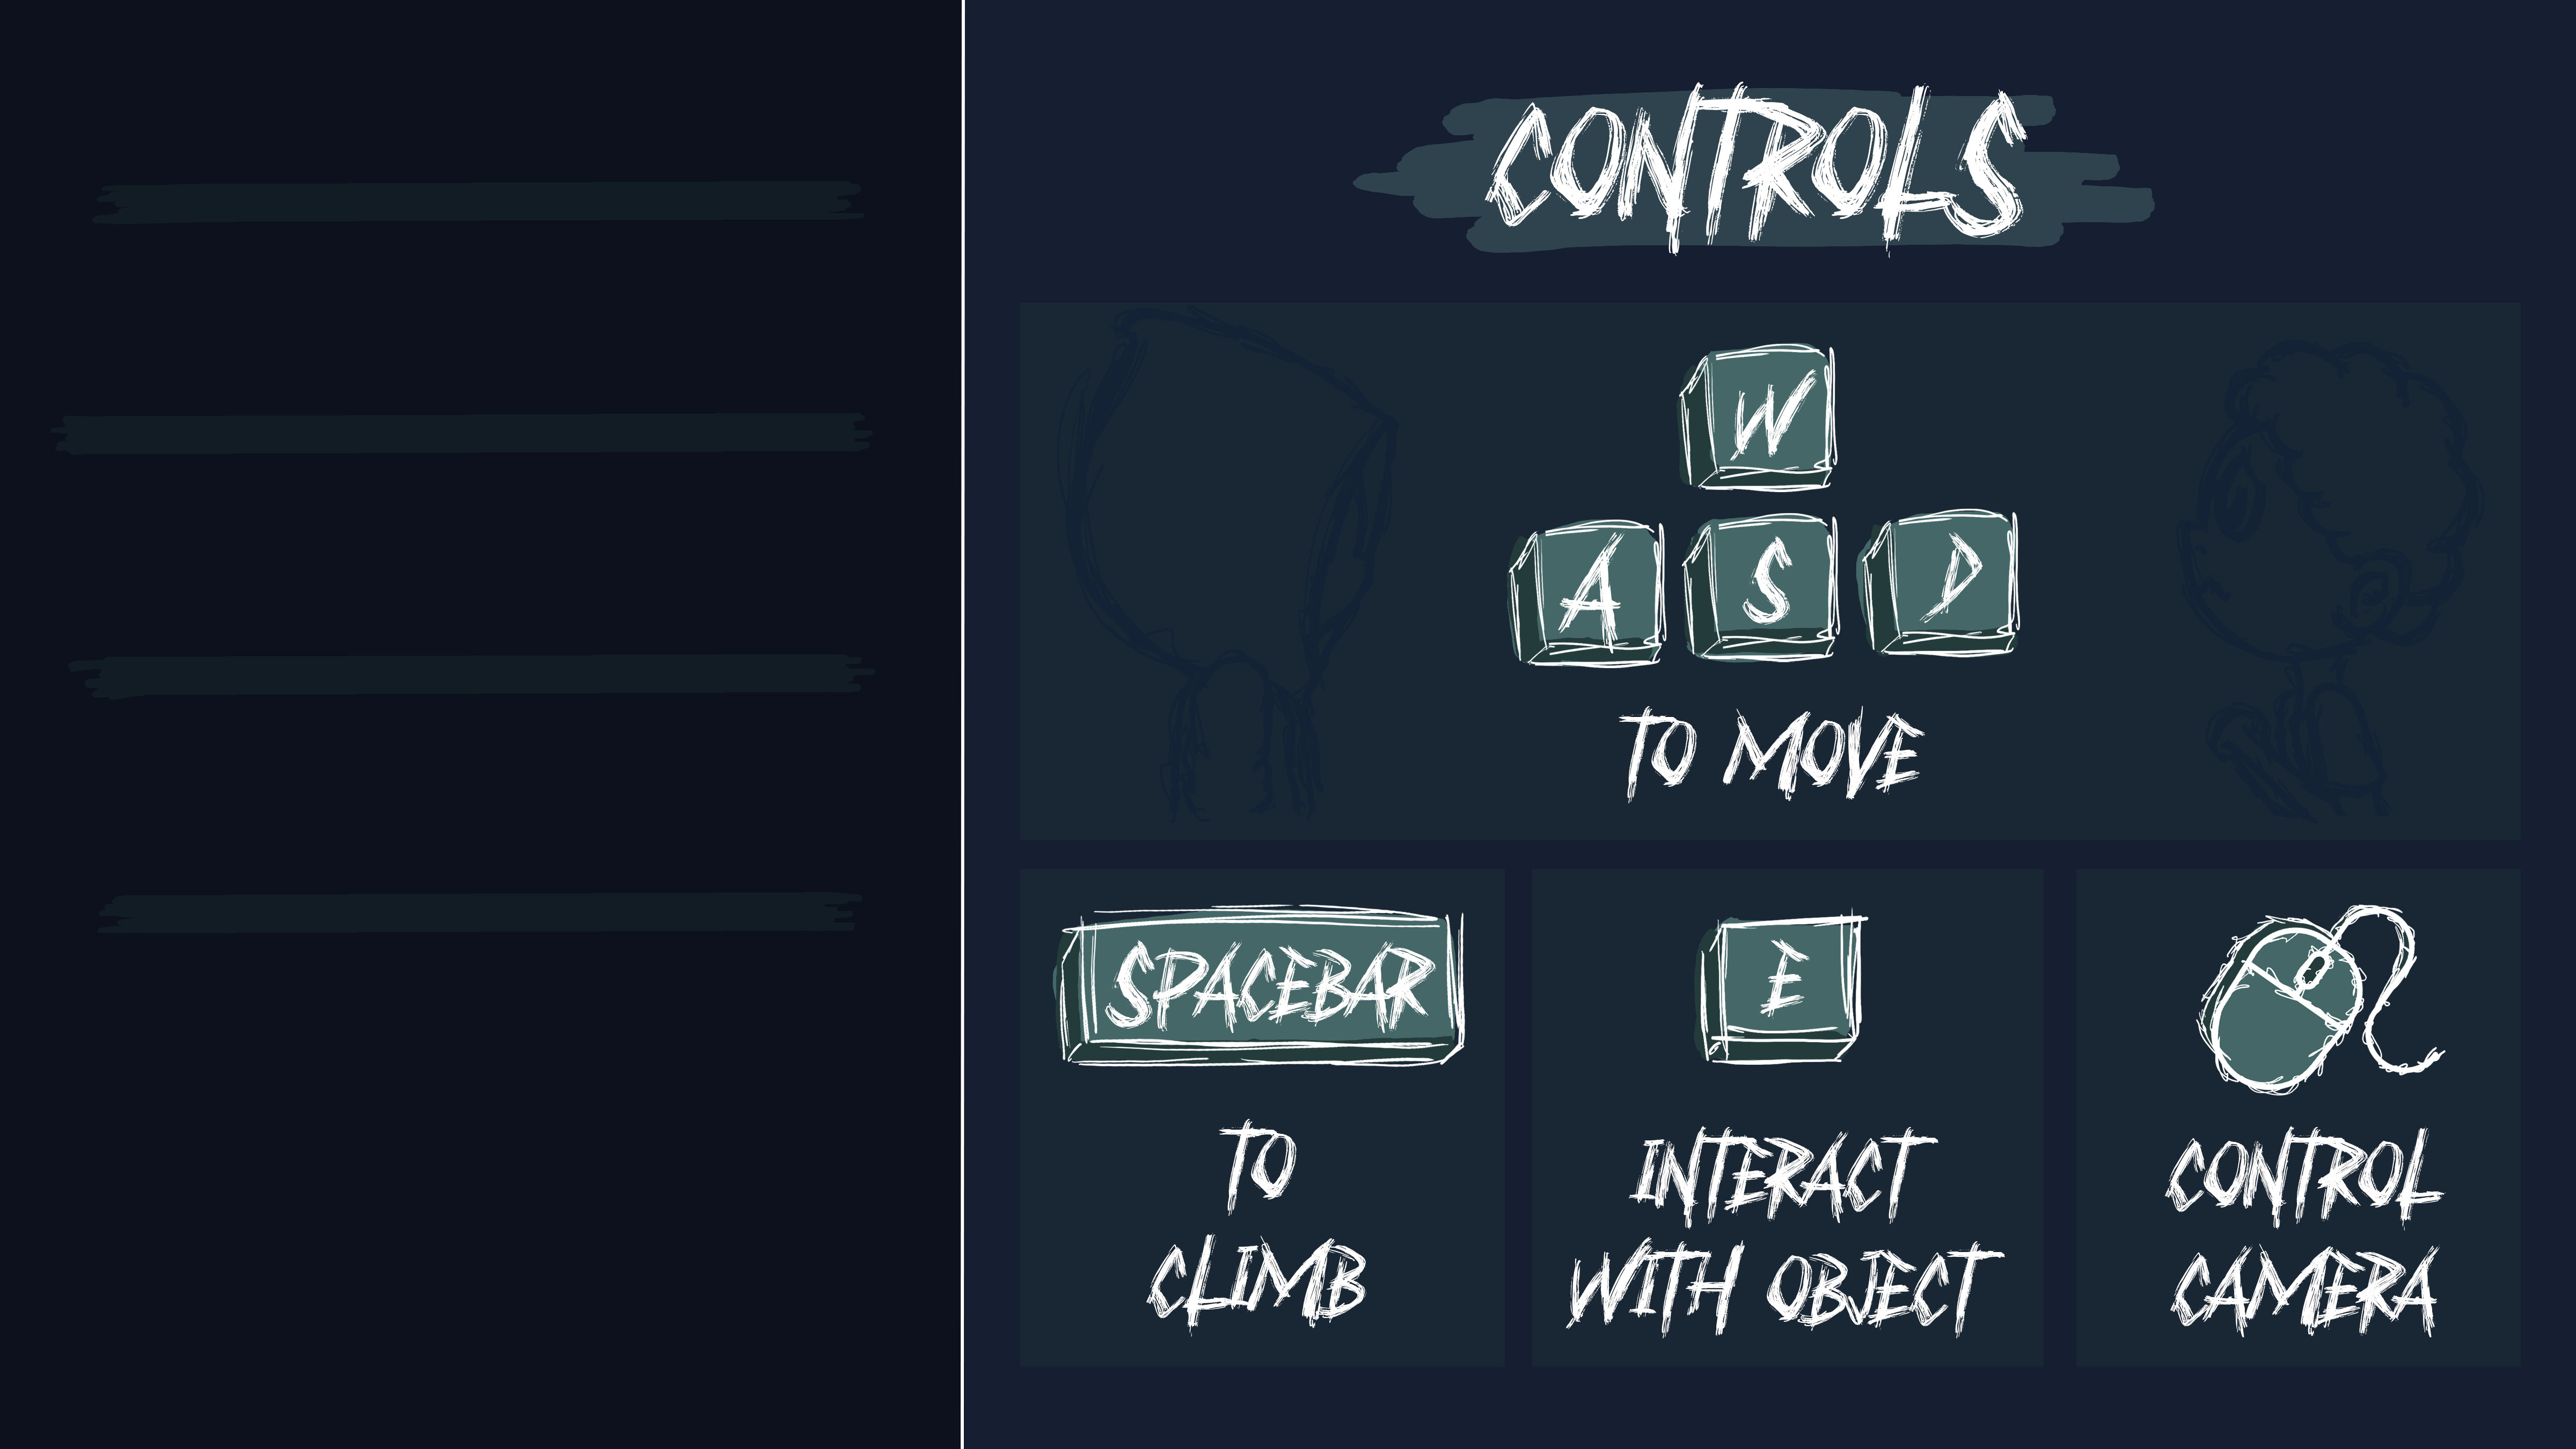 CONTROLS
W
A S D
TO MOVE
SPACEBAR
TO
CLIMB
E
INTERACT
WITH OBJECT
CONTROL
CAMERA